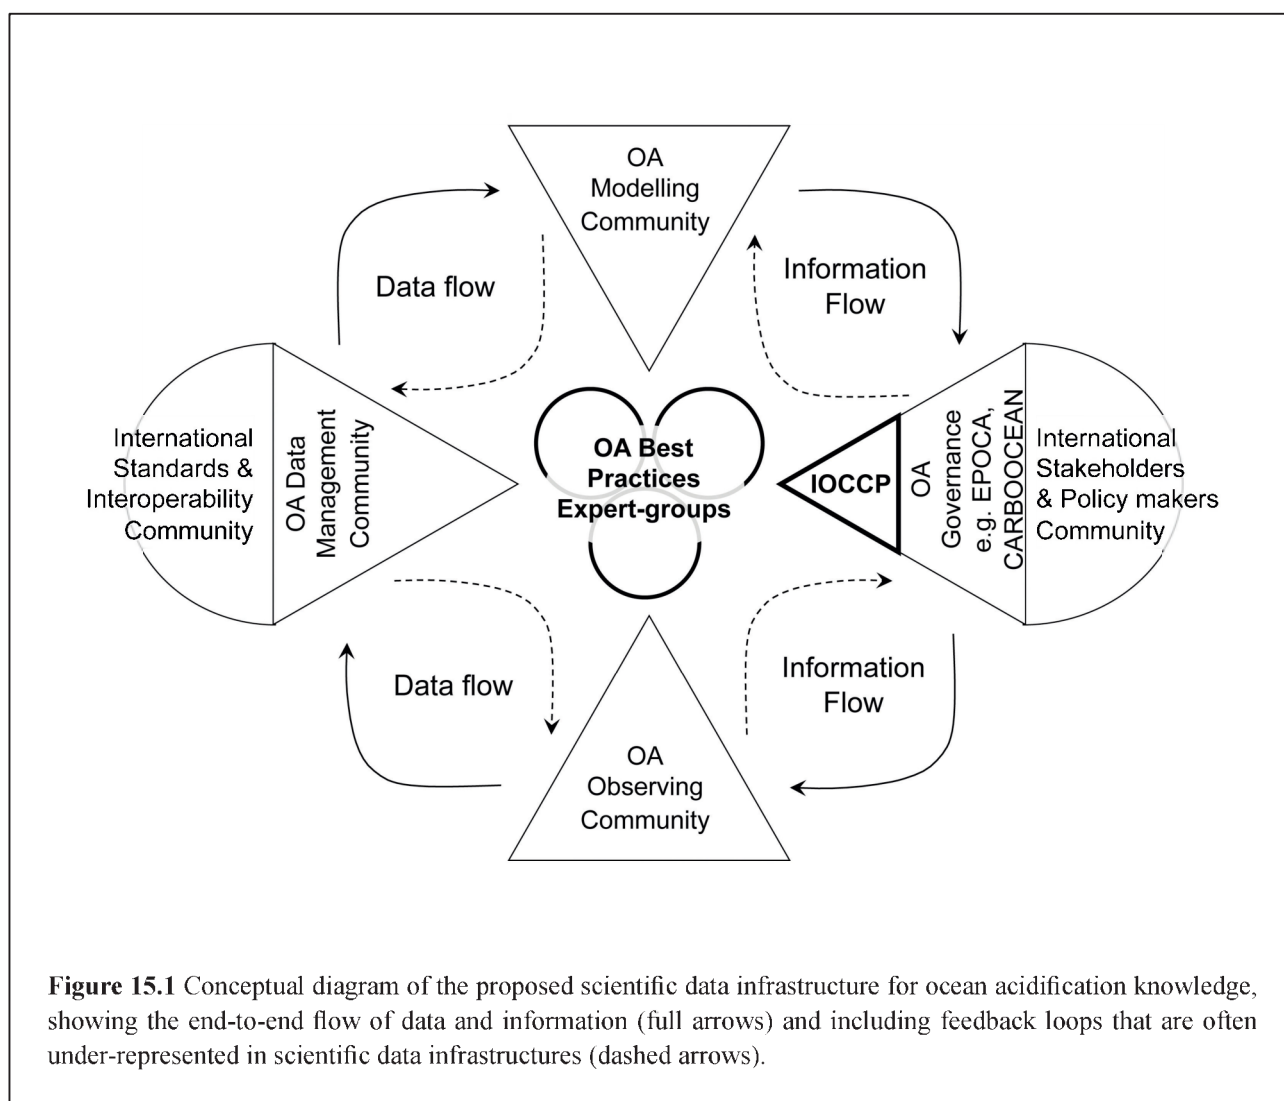 OA
Modelling
Community
Data flow
Information
Flow
International
Standards &
Interoperability
Community
OA Data
Management
Community
OA Best
Practices
Expert-groups
IOCCP
OA
Governance
e.g. EPOCA,
CARBOOCEAN
International
Stakeholders
& Policy makers
Community
Data flow
Information
Flow
OA
Observing
Community
Figure 15.1 Conceptual diagram of the proposed scientific data infrastructure for ocean acidification knowledge,
showing the end-to-end flow of data and information (full arrows) and including feedback loops that are often
under-represented in scientific data infrastructures (dashed arrows).